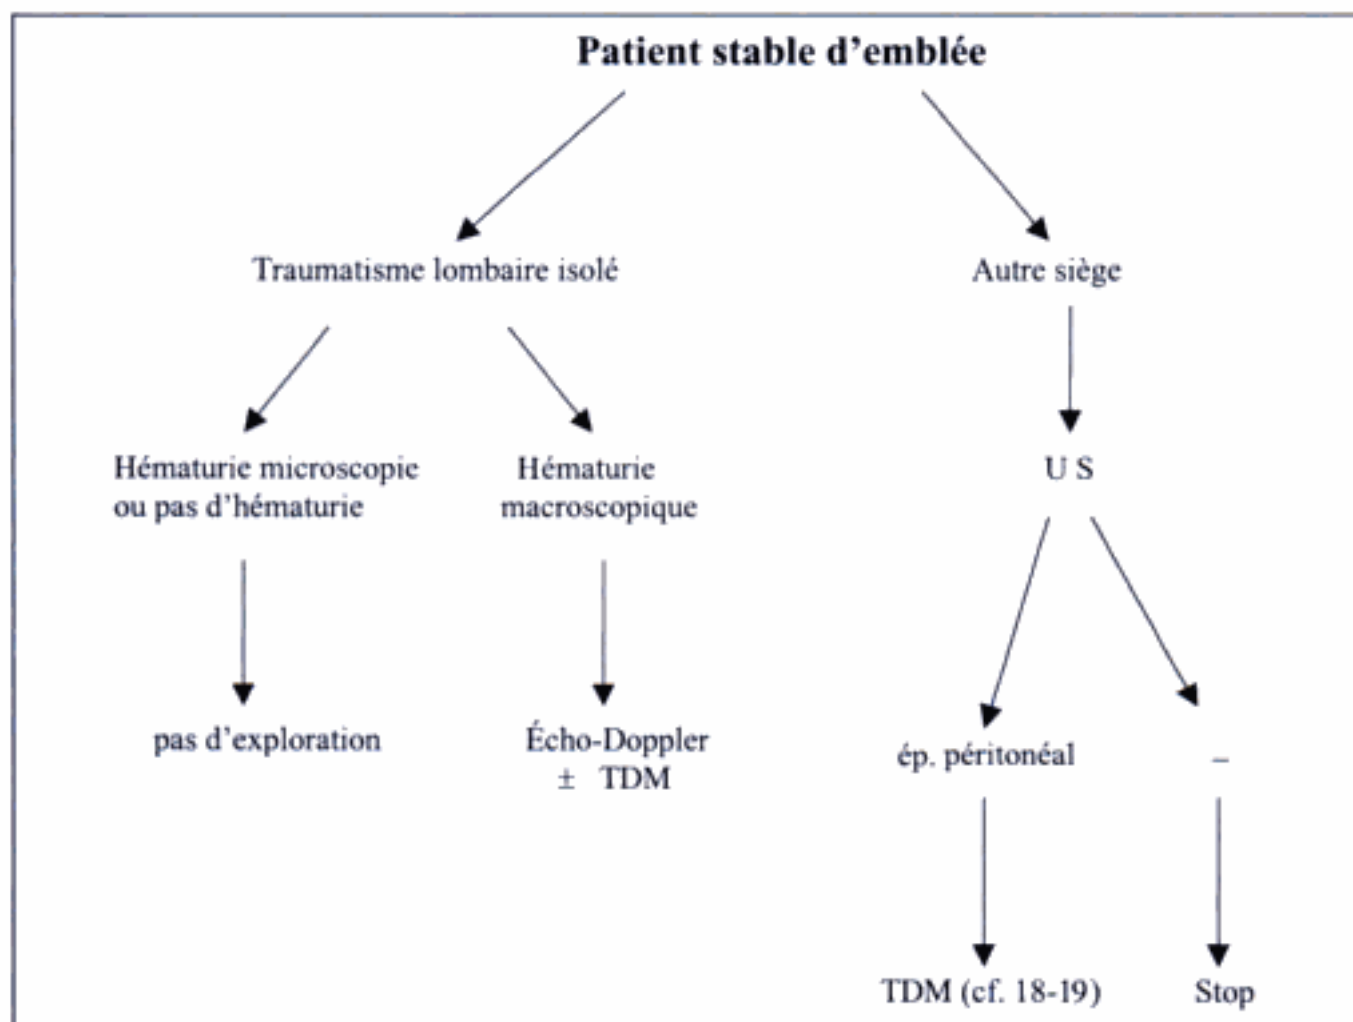 Patient stable d'emblée
Traumatisme lombaire isolé
Autre siège
Hématurie microscopie
ou pas d'hématurie
Hématurie
macroscopique
U S
pas d'exploration
Écho-Doppler
± TDM
ép. péritonéal
–
TDM (cf. 18-19)
Stop